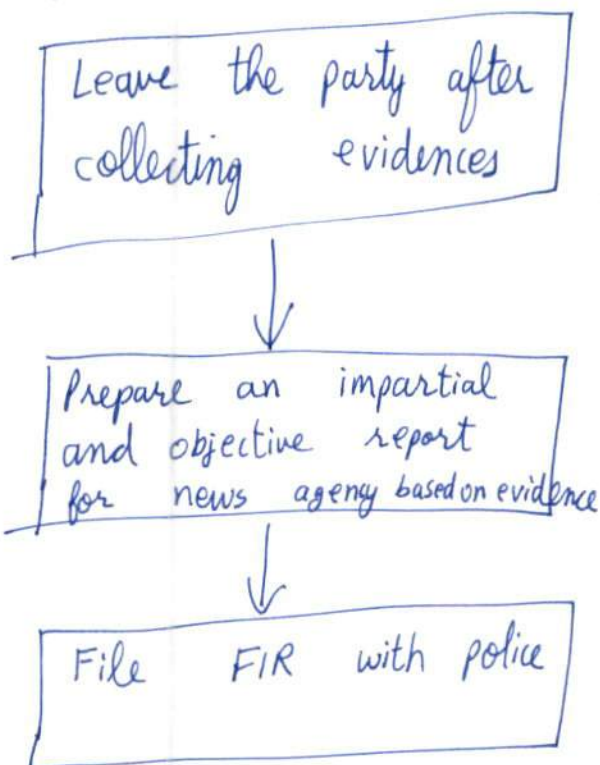 Leave the party after
collecting evidences
Prepare an impartial
and objective report
for news agency based on evidence
File FIR with police